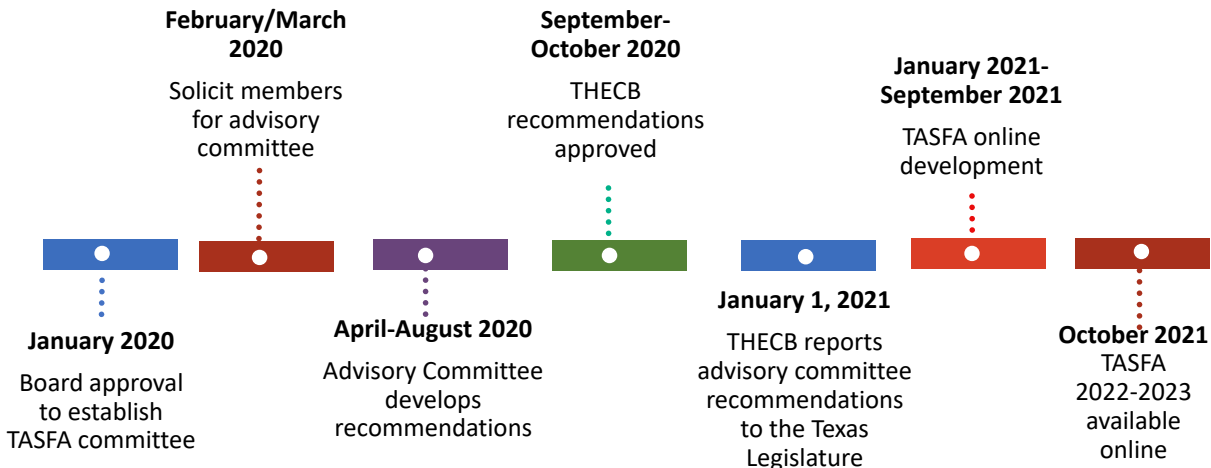 February/March
2020
Solicit members
for advisory
committee
September-
October 2020
THECB
recommendations
approved
January 2021-
September 2021
TASFA online
development
January 2020
Board approval
to establish
TASFA committee
April-August 2020
Advisory Committee
develops
recommendations
January 1, 2021
THECB reports
advisory committee
recommendations
to the Texas
Legislature
October 2021
TASFA
2022-2023
available
online